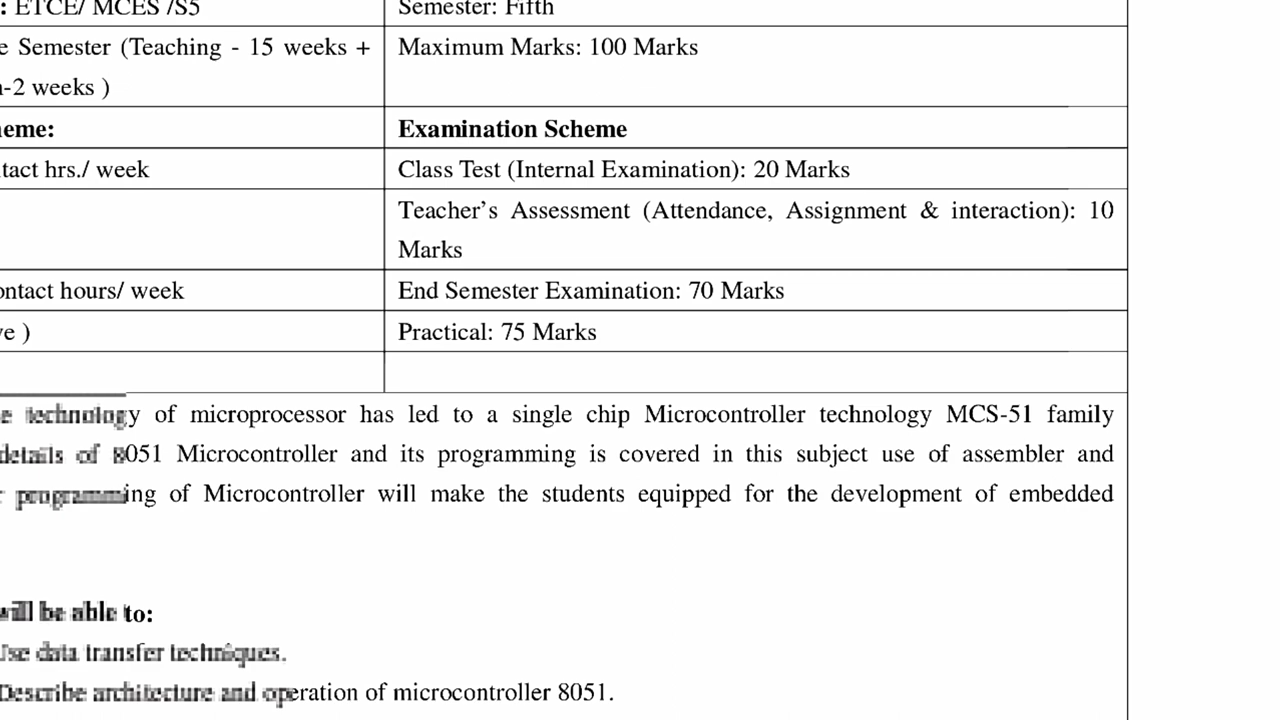 : ETCE/ MCES /S5 Semester: Fifth
e Semester (Teaching - 15 weeks + Maximum Marks: 100 Marks
-2 weeks )
eme: Examination Scheme
tact hrs./ week Class Test (Internal Examination): 20 Marks
Teacher’s Assessment (Attendance, Assignment & interaction): 10
Marks
ontact hours/ week End Semester Examination: 70 Marks
ve ) Practical: 75 Marks
e technology of microprocessor has led to a single chip Microcontroller technology MCS-51 family
details of 8051 Microcontroller and its programming is covered in this subject use of assembler and
r programming of Microcontroller will make the students equipped for the development of embedded
will be able to:
Use data transfer techniques.
Describe architecture and operation of microcontroller 8051.